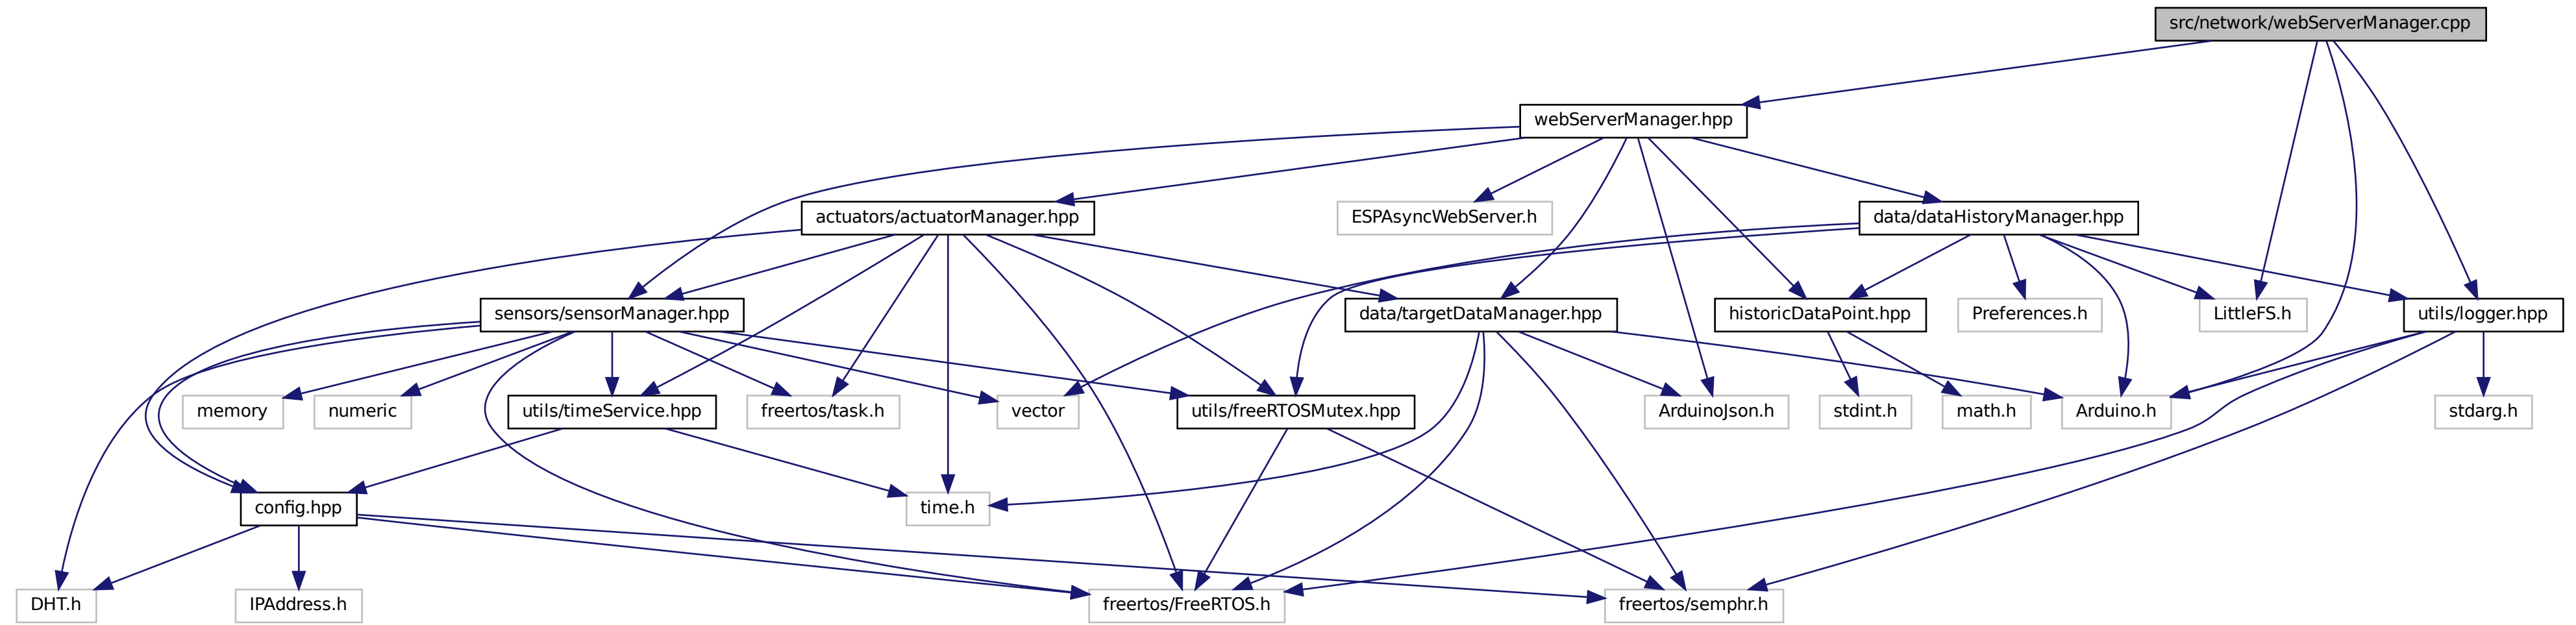 src/network/webServerManager.cpp
webServerManager.hpp
actuators/actuatorManager.hpp
ESPAsyncWebServer.h
data/dataHistoryManager.hpp
sensors/sensorManager.hpp
data/targetDataManager.hpp
historicDataPoint.hpp
Preferences.h
LittleFS.h
utils/logger.hpp
memory
numeric
utils/timeService.hpp
freertos/task.h
vector
utils/freeRTOSMutex.hpp
ArduinoJson.h
stdint.h
math.h
Arduino.h
stdarg.h
config.hpp
time.h
DHT.h
IPAddress.h
freertos/FreeRTOS.h
freertos/semphr.h